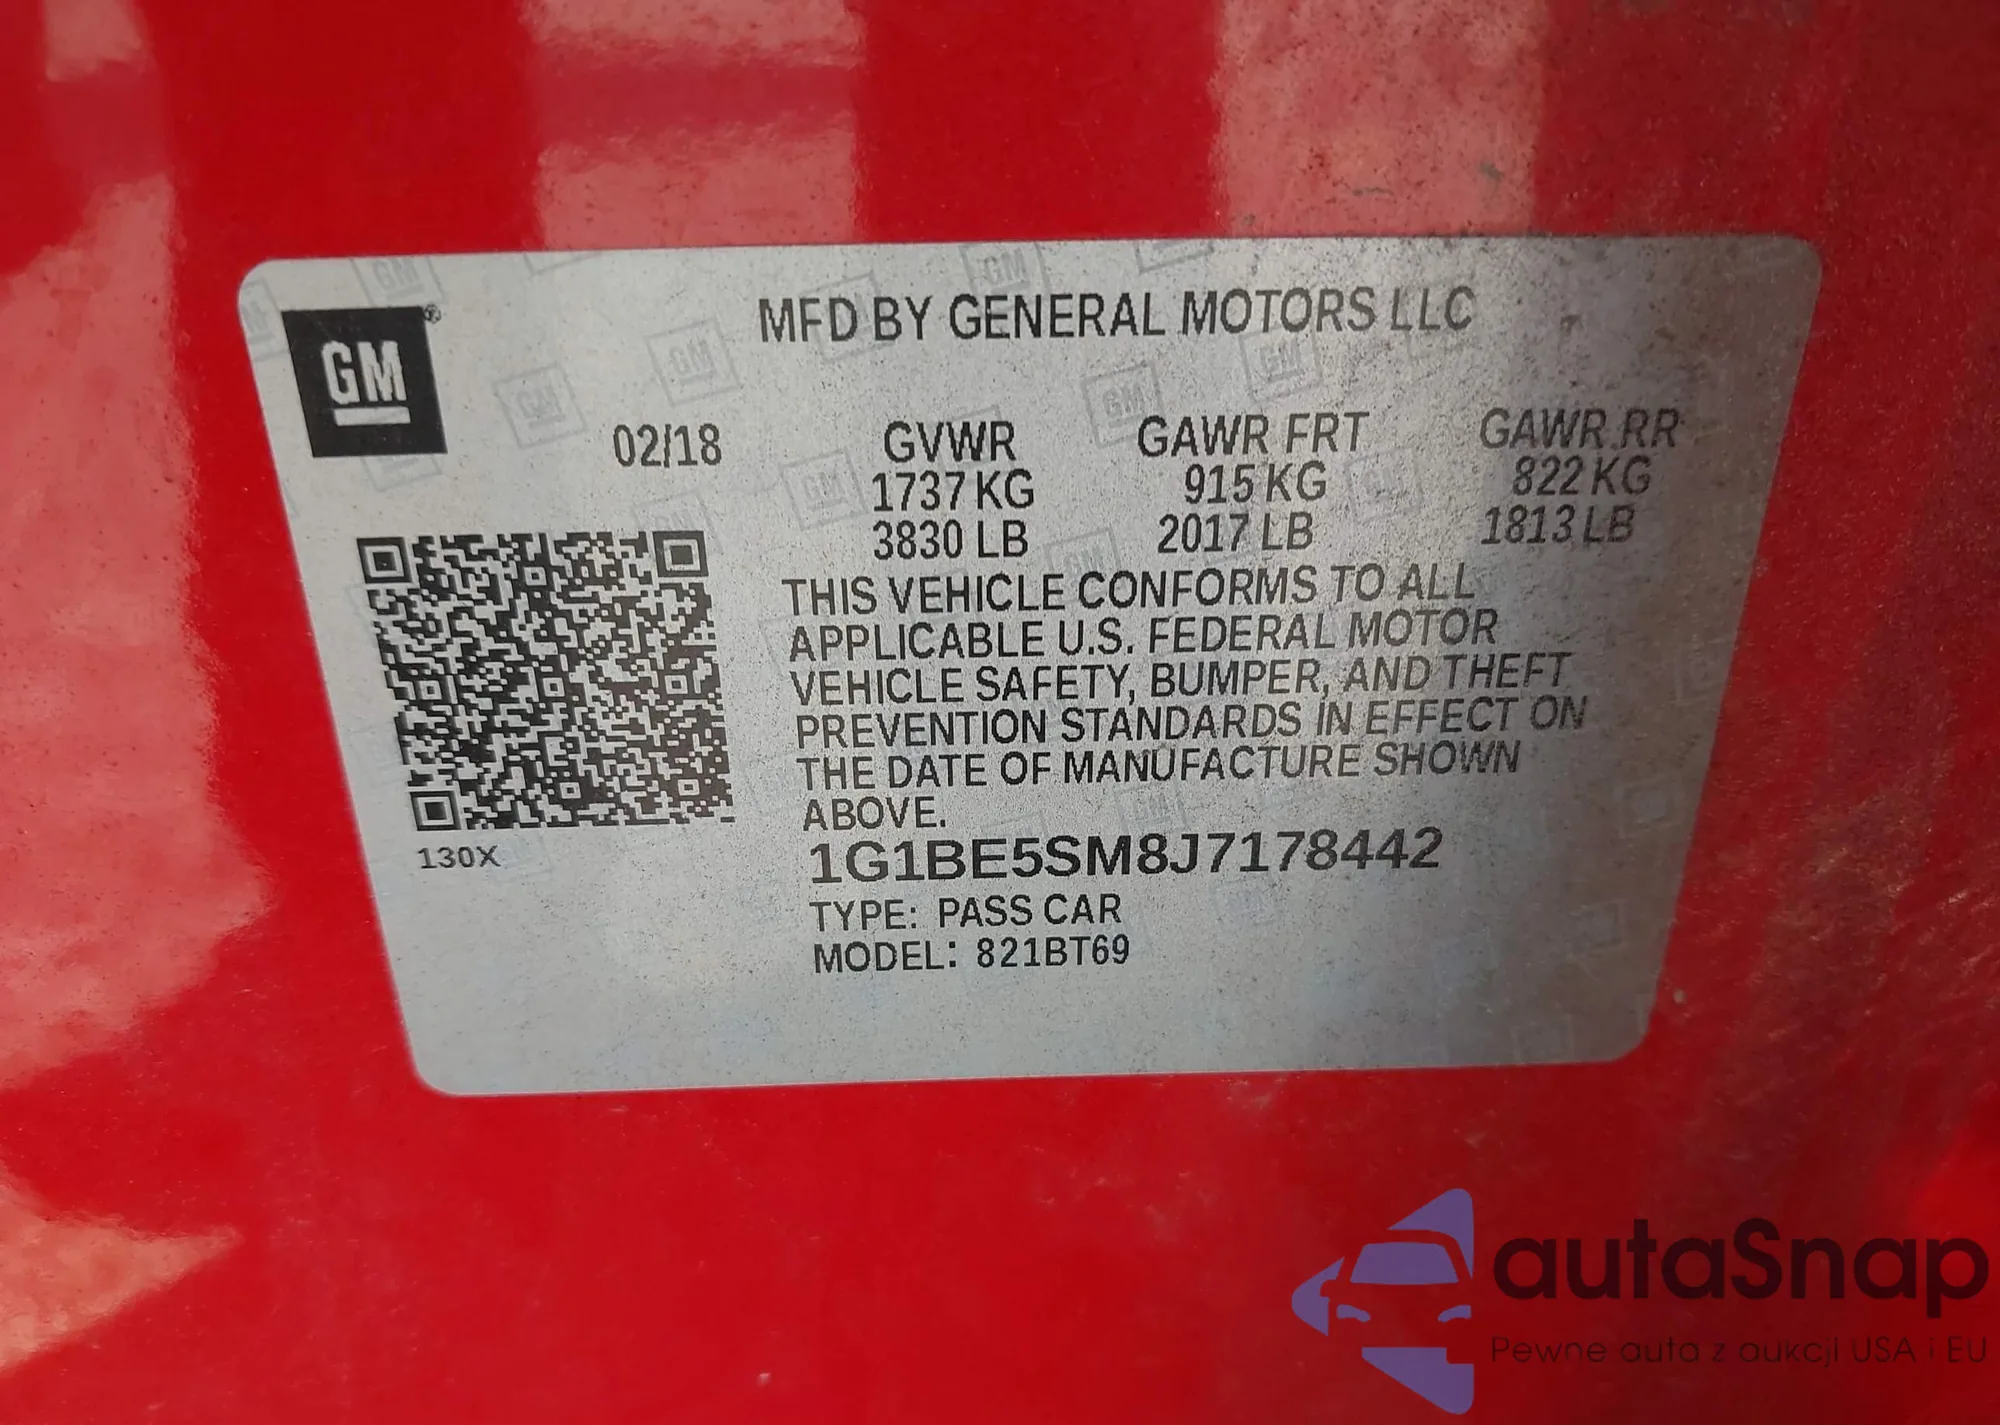 GM®
MFD BY GENERAL MOTORS LLC
02/18 GVWR GAWR FRT GAWR RR
1737 KG 915 KG 822 KG
3830 LB 2017 LB 1813 LB
THIS VEHICLE CONFORMS TO ALL
APPLICABLE U.S. FEDERAL MOTOR
VEHICLE SAFETY, BUMPER, AND THEFT
PREVENTION STANDARDS IN EFFECT ON
THE DATE OF MANUFACTURE SHOWN
ABOVE.
130X
1G1BE5SM8J7178442
TYPE: PASS CAR
MODEL: 821BT69
autaSnap
Pewne auta z aukcji USA i EU